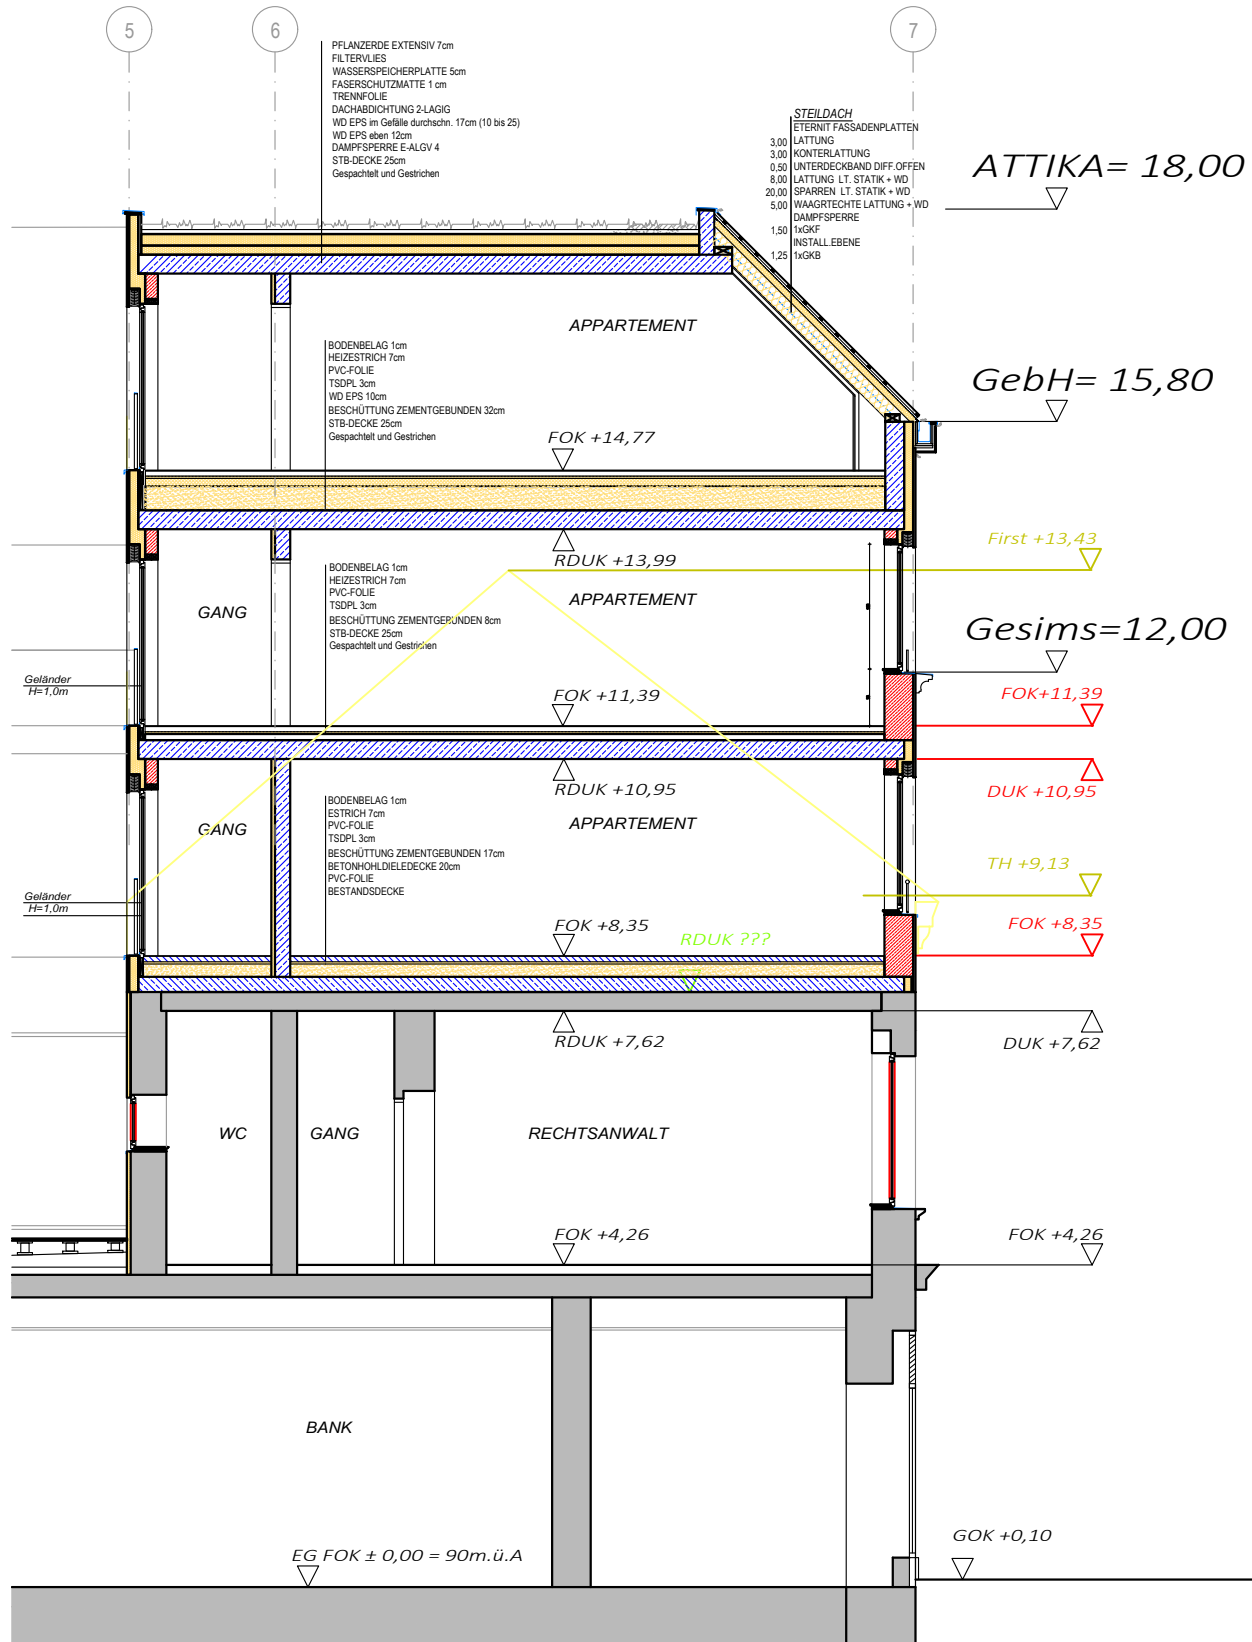 5
6
7
PFLANZERDE EXTENSIV 7cm
FILTERVLIES
WASSERSPEICHERPLATTE 5cm
FASERSCHUTZMATTE 1 cm
TRENNFOLIE
DACHABDICHTUNG 2-LAGIG
WD EPS im Gefälle durchschn. 17cm (10 bis 25)
WD EPS eben 12cm
DAMPFSPERRE E-ALGV 4
STB-DECKE 25cm
Gespachtelt und Gestrichen
STEILDACH
ETERNIT FASSADENPLATTEN
3,00 LATTUNG
3,00 KONTERLATTUNG
0,50 UNTERDECKBAND DIFF.OFFEN
8,00 LATTUNG LT. STATIK + WD
20,00 SPARREN LT. STATIK + WD
5,00 WAAGRTECHTE LATTUNG + WD
DAMPFSPERRE
1,50 1xGKF
INSTALL.EBENE
1,25 1xGKB
ATTIKA= 18,00
APPARTEMENT
BODENBELAG 1cm
HEIZESTRICH 7cm
PVC-FOLIE
TSDPL 3cm
WD EPS 10cm
BESCHÜTTUNG ZEMENTGEBUNDEN 32cm
STB-DECKE 25cm
Gespachtelt und Gestrichen
GebH= 15,80
FOK +14,77
RDUK +13,99
First +13,43
BODENBELAG 1cm
HEIZESTRICH 7cm
PVC-FOLIE
TSDPL 3cm
BESCHÜTTUNG ZEMENTGEBUNDEN 8cm
STB-DECKE 25cm
Gespachtelt und Gestrichen
GANG
APPARTEMENT
Gesims=12,00
Geländer
H=1,0m
FOK +11,39
FOK+11,39
RDUK +10,95
DUK +10,95
BODENBELAG 1cm
ESTRICH 7cm
PVC-FOLIE
TSDPL 3cm
BESCHÜTTUNG ZEMENTGEBUNDEN 17cm
BETONHOHLDIELEDECKE 20cm
PVC-FOLIE
BESTANDSDECKE
GANG
APPARTEMENT
TH +9,13
Geländer
H=1,0m
FOK +8,35
RDUK ???
FOK +8,35
RDUK +7,62
DUK +7,62
WC
GANG
RECHTSANWALT
FOK +4,26
FOK +4,26
BANK
EG FOK ± 0,00 = 90m.ü.A
GOK +0,10